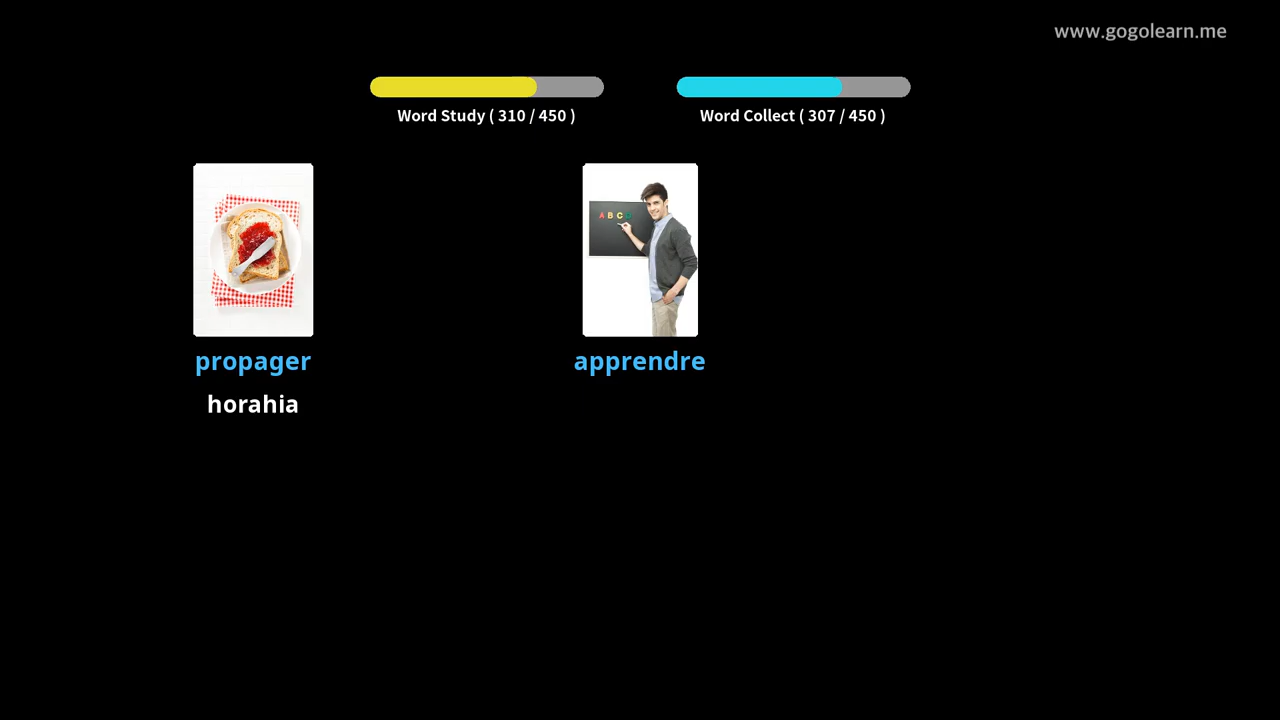 www.gogolearn.me
Word Study ( 310 / 450 )
Word Collect ( 307 / 450 )
A B C D
propager
apprendre
horahia